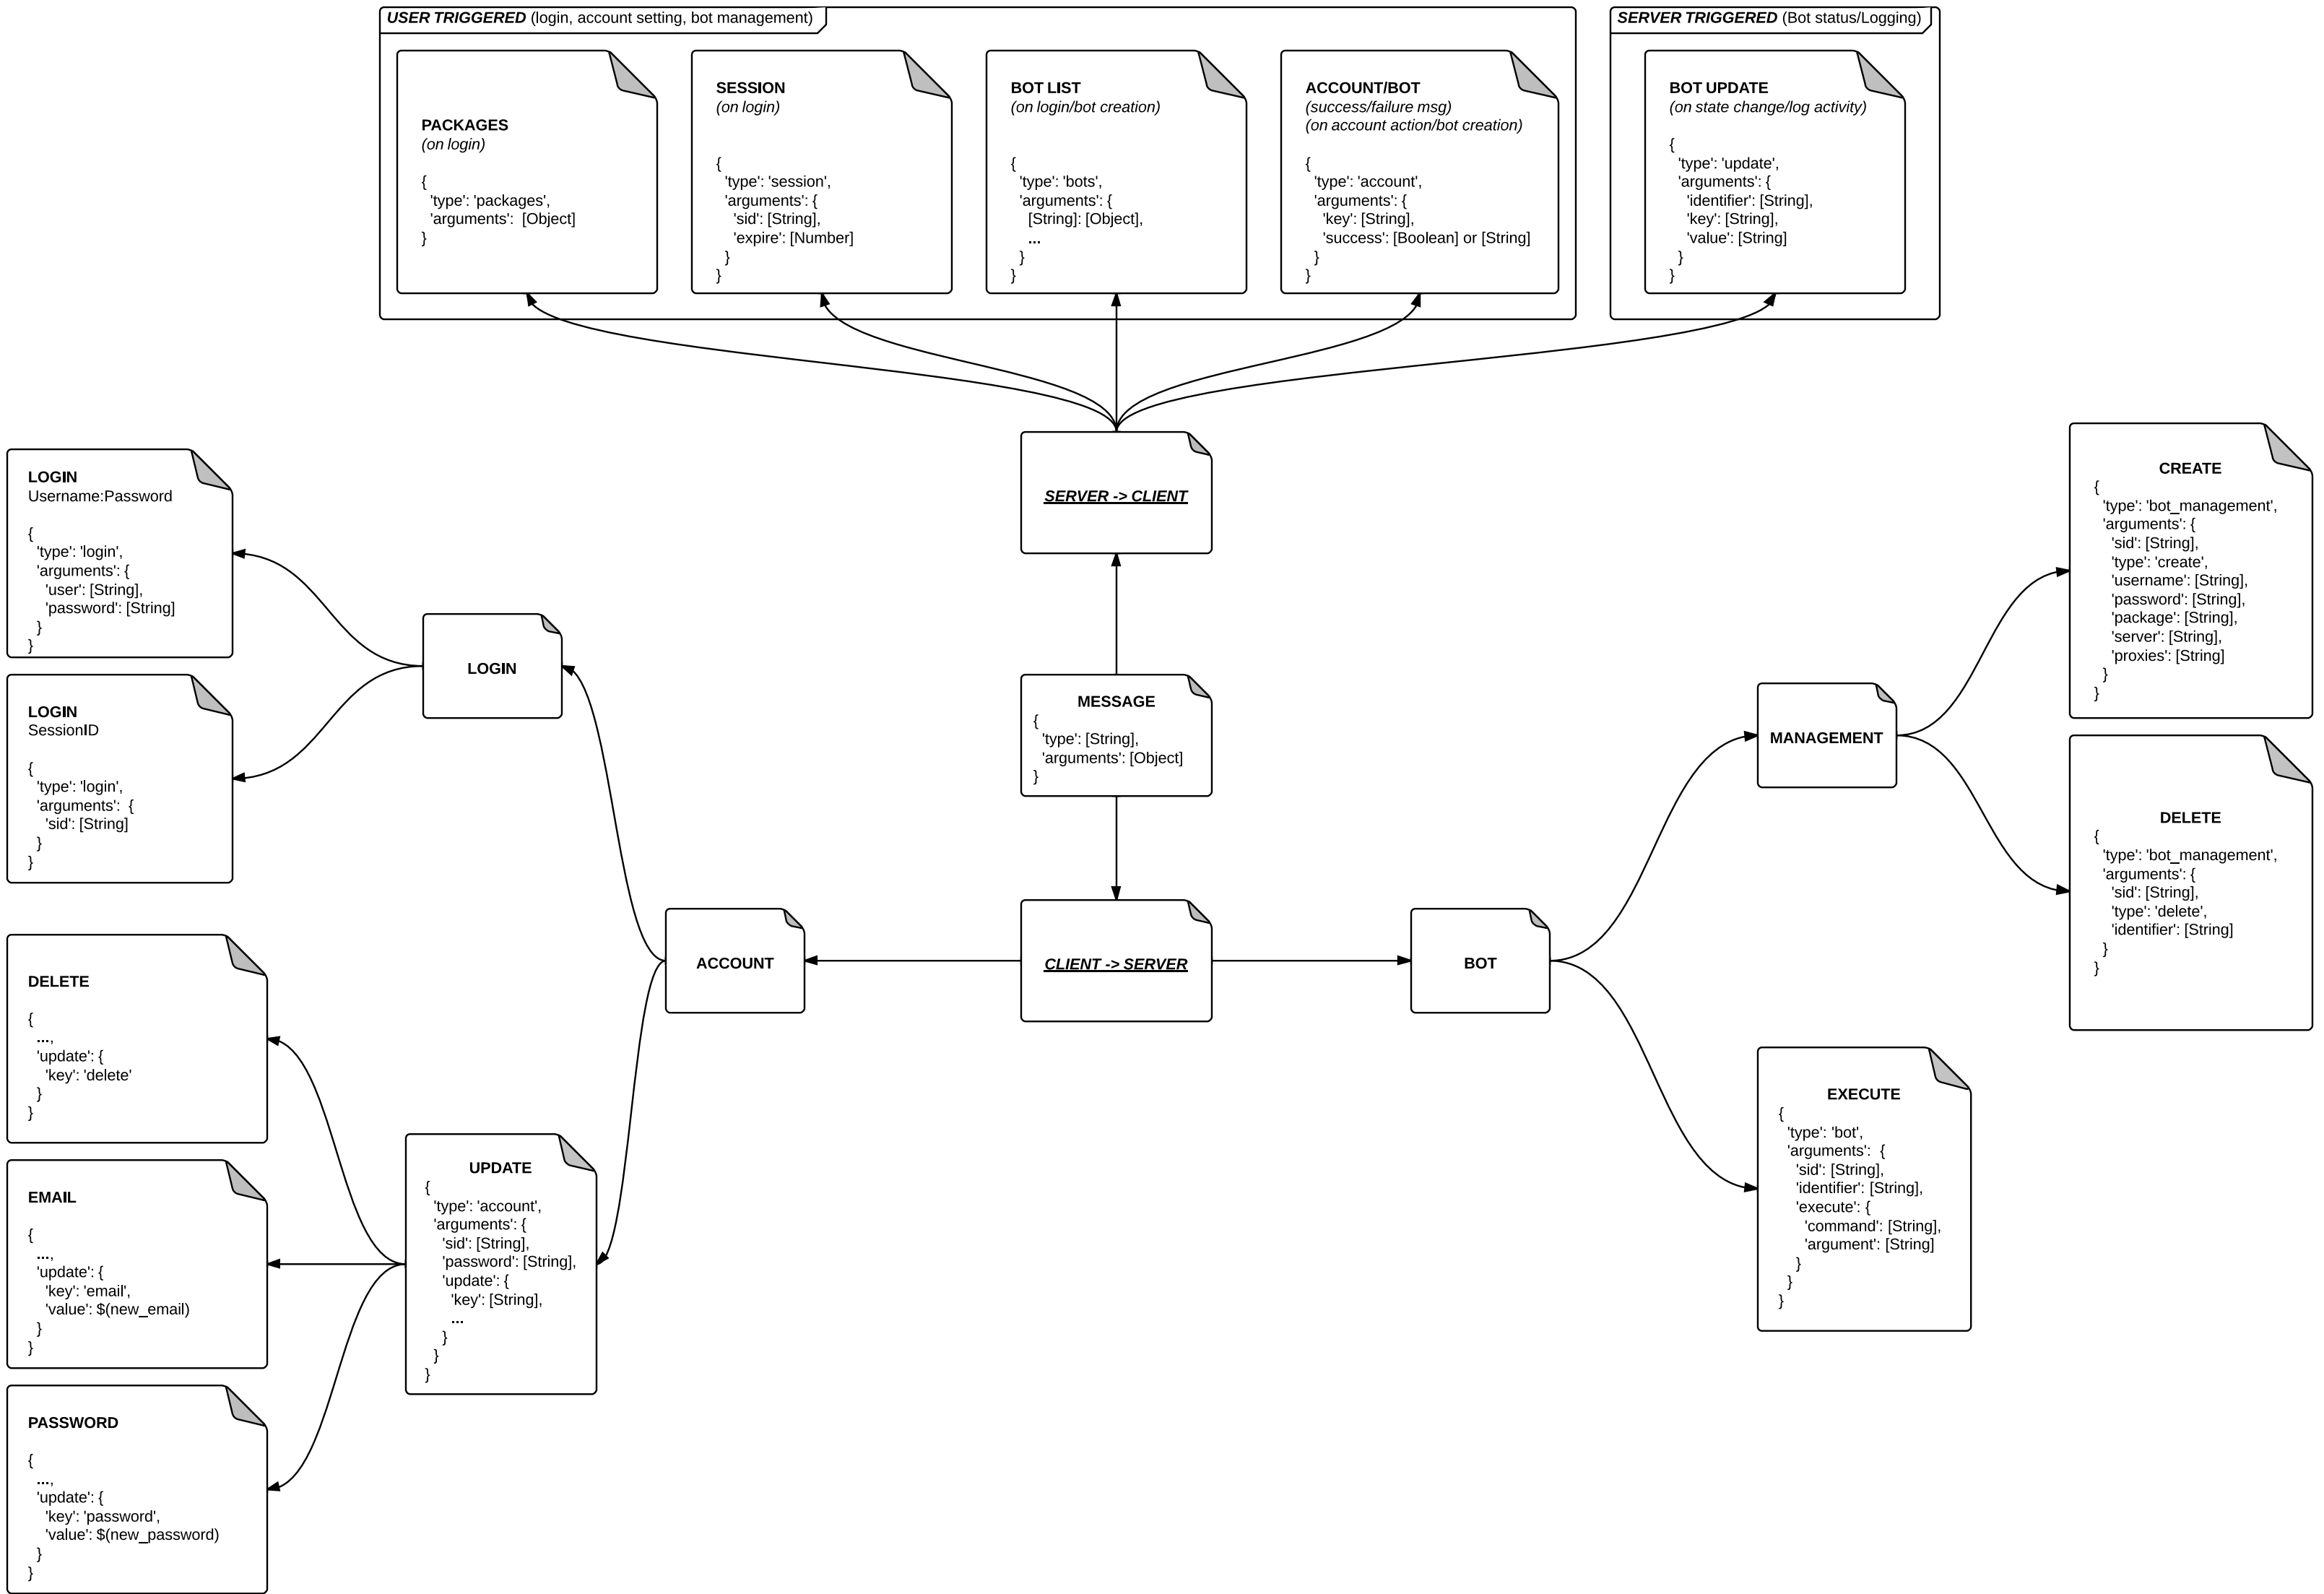 USER TRIGGERED (login, account setting, bot management)
PACKAGES
(on login)
{
'type': 'packages',
'arguments':  [Object]
}
SESSION
(on login)
{
'type': 'session',
'arguments': {
'sid': [String],
'expire': [Number]
}
}
BOT LIST
(on login/bot creation)
{
'type': 'bots',
'arguments': {
[String]: [Object],
...
}
}
ACCOUNT/BOT
(success/failure msg)
(on account action/bot creation)
{
'type': 'account',
'arguments': {
'key': [String],
'success': [Boolean] or [String]
}
}
SERVER TRIGGERED (Bot status/Logging)
BOT UPDATE
(on state change/log activity)
{
'type': 'update',
'arguments': {
'identifier': [String],
'key': [String],
'value': [String]
}
}
SERVER -> CLIENT
MESSAGE
{
'type': [String],
'arguments': [Object]
}
CLIENT -> SERVER
ACCOUNT
LOGIN
LOGIN
Username:Password
{
'type': 'login',
'arguments': {
'user': [String],
'password': [String]
}
}
LOGIN
SessionID
{
'type': 'login',
'arguments':  {
'sid': [String]
}
}
UPDATE
{
'type': 'account',
'arguments': {
'sid': [String],
'password': [String],
'update': {
'key': [String],
...
}
}
}
DELETE
{
...,
'update': {
'key': 'delete'
}
}
EMAIL
{
...,
'update': {
'key': 'email',
'value': $(new_email)
}
}
PASSWORD
{
...,
'update': {
'key': 'password',
'value': $(new_password)
}
}
BOT
MANAGEMENT
CREATE
{
'type': 'bot_management',
'arguments': {
'sid': [String],
'type': 'create',
'username': [String],
'password': [String],
'package': [String],
'server': [String],
'proxies': [String]
}
}
DELETE
{
'type': 'bot_management',
'arguments': {
'sid': [String],
'type': 'delete',
'identifier': [String]
}
}
EXECUTE
{
'type': 'bot',
'arguments':  {
'sid': [String],
'identifier': [String],
'execute': {
'command': [String],
'argument': [String]
}
}
}